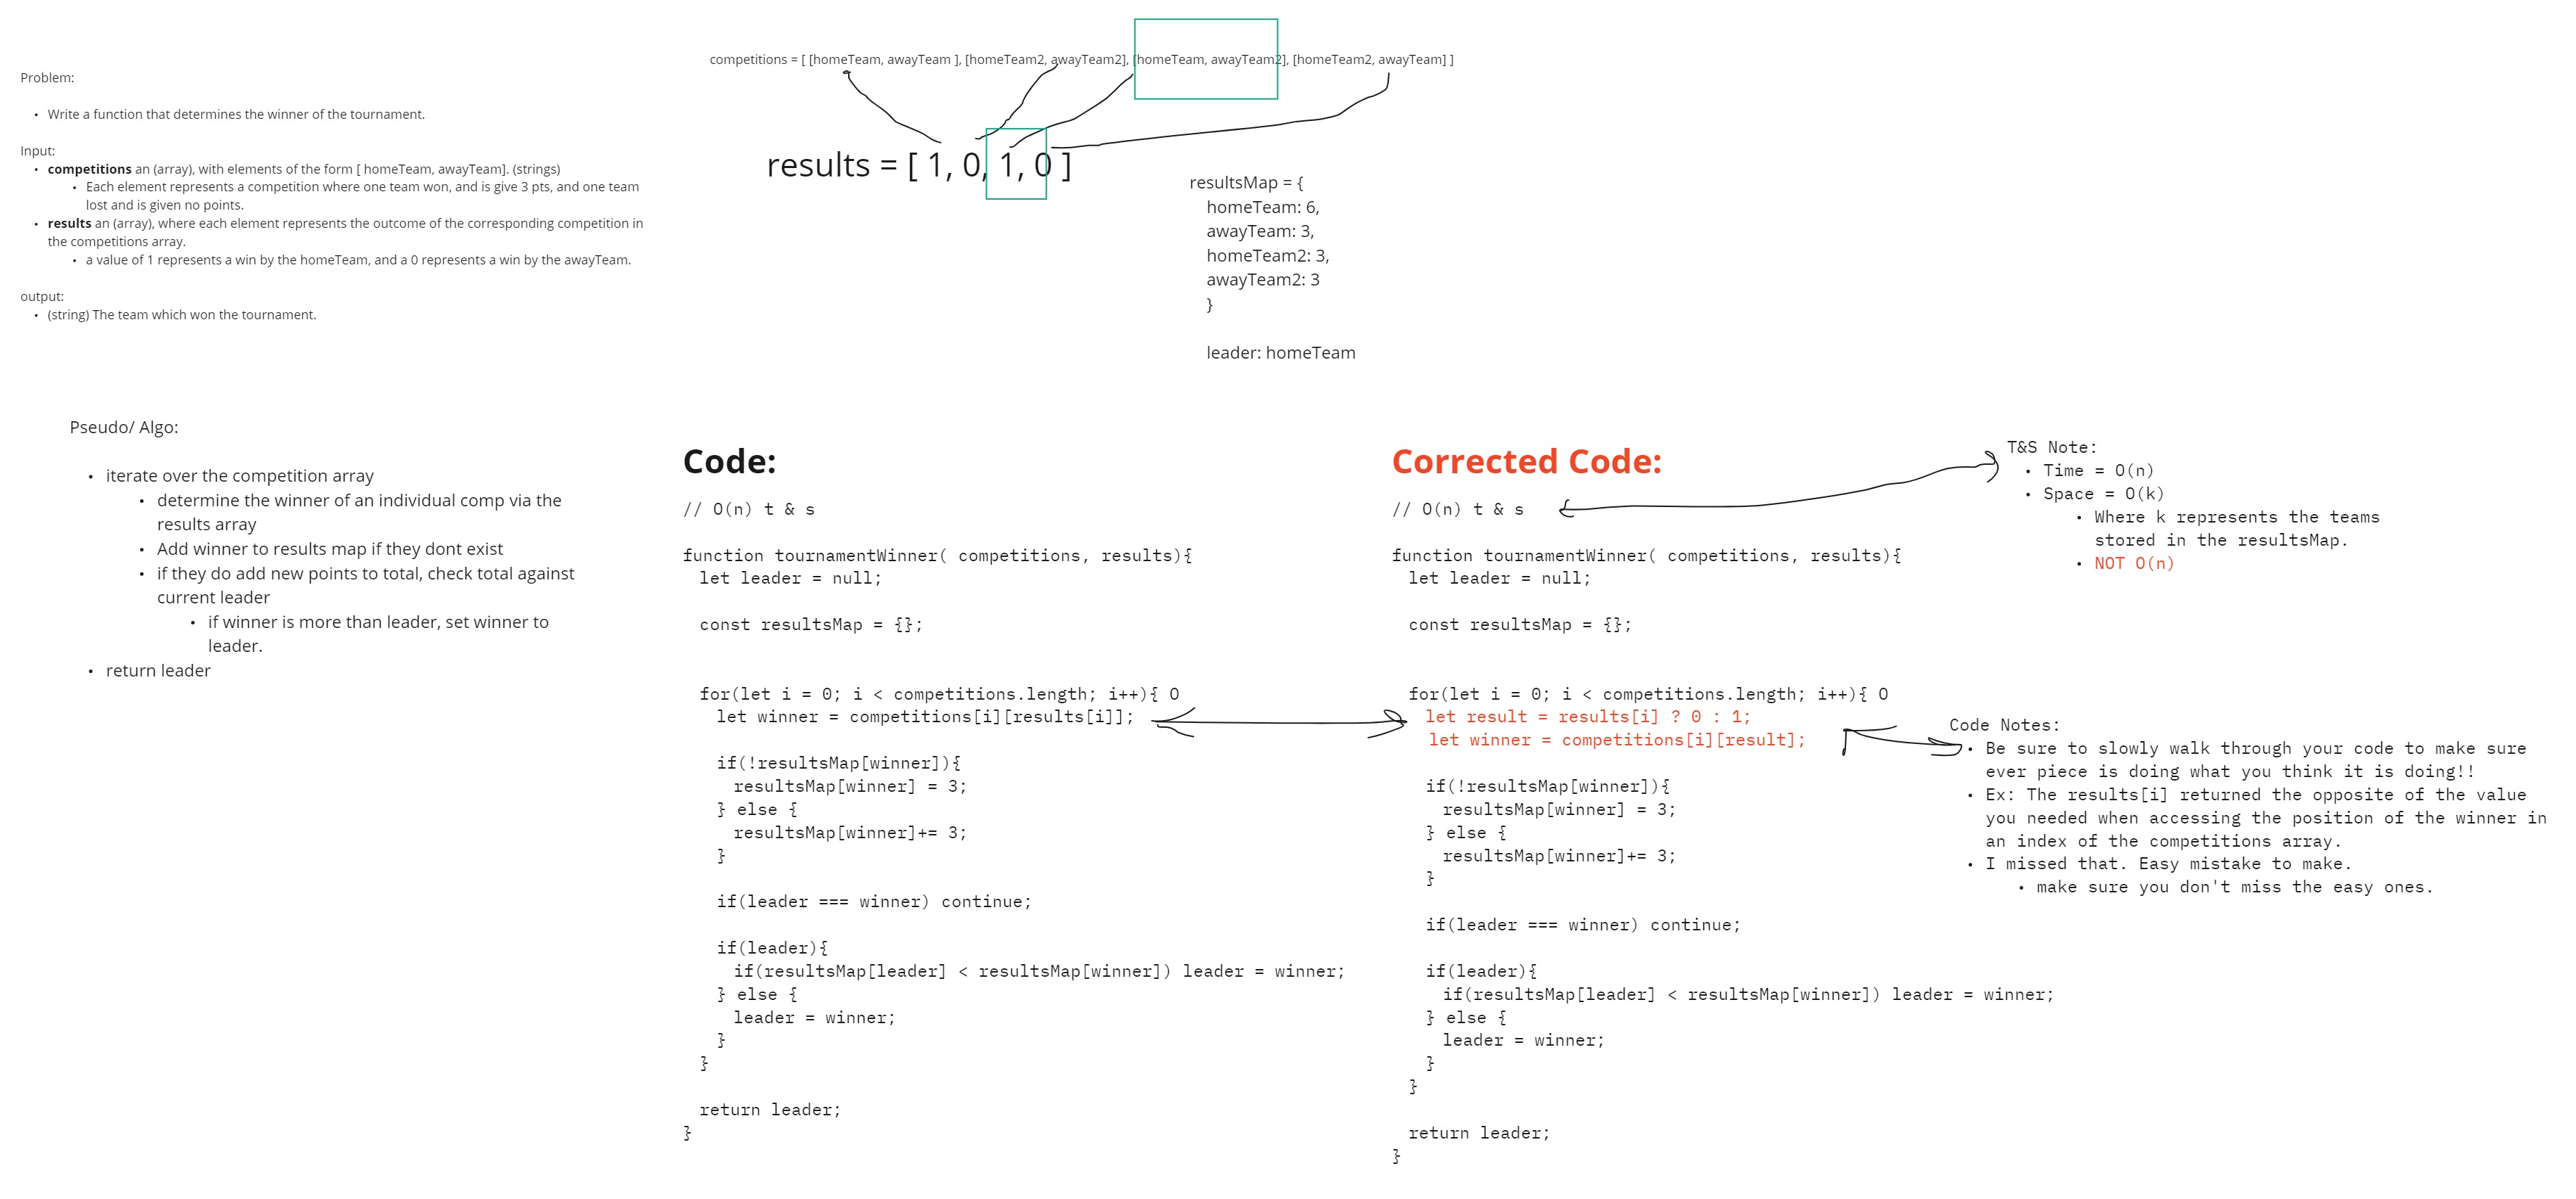 Problem:
• Write a function that determines the winner of the tournament.
Input:
• competitions an (array), with elements of the form [ homeTeam, awayTeam]. (strings)
• Each element represents a competition where one team won, and is give 3 pts, and one team
lost and is given no points.
• results an (array), where each element represents the outcome of the corresponding competition in
the competitions array.
• a value of 1 represents a win by the homeTeam, and a 0 represents a win by the awayTeam.
output:
• (string) The team which won the tournament.
competitions = [ [homeTeam, awayTeam ], [homeTeam2, awayTeam2], [homeTeam, awayTeam2], [homeTeam2, awayTeam] ]
results = [ 1, 0, 1, 0 ]
resultsMap = {
homeTeam: 6,
awayTeam: 3,
homeTeam2: 3,
awayTeam2: 3
}
leader: homeTeam
Pseudo/ Algo:
• iterate over the competition array
• determine the winner of an individual comp via the
results array
• Add winner to results map if they dont exist
• if they do add new points to total, check total against
current leader
• if winner is more than leader, set winner to
leader.
• return leader
Code:
// O(n) t & s
function tournamentWinner( competitions, results){
let leader = null;
const resultsMap = {};
for(let i = 0; i < competitions.length; i++){ O
let winner = competitions[i][results[i]];
if(!resultsMap[winner]){
resultsMap[winner] = 3;
} else {
resultsMap[winner]+= 3;
}
if(leader === winner) continue;
if(leader){
if(resultsMap[leader] < resultsMap[winner]) leader = winner;
} else {
leader = winner;
}
}
return leader;
}
Corrected Code:
// O(n) t & s
function tournamentWinner( competitions, results){
let leader = null;
const resultsMap = {};
for(let i = 0; i < competitions.length; i++){ O
let result = results[i] ? 0 : 1;
let winner = competitions[i][result];
if(!resultsMap[winner]){
resultsMap[winner] = 3;
} else {
resultsMap[winner]+= 3;
}
if(leader === winner) continue;
if(leader){
if(resultsMap[leader] < resultsMap[winner]) leader = winner;
} else {
leader = winner;
}
}
return leader;
}
T&S Note:
• Time = O(n)
• Space = O(k)
• Where k represents the teams
stored in the resultsMap.
• NOT O(n)
Code Notes:
• Be sure to slowly walk through your code to make sure
ever piece is doing what you think it is doing!!
• Ex: The results[i] returned the opposite of the value
you needed when accessing the position of the winner in
an index of the competitions array.
• I missed that. Easy mistake to make.
• make sure you don't miss the easy ones.